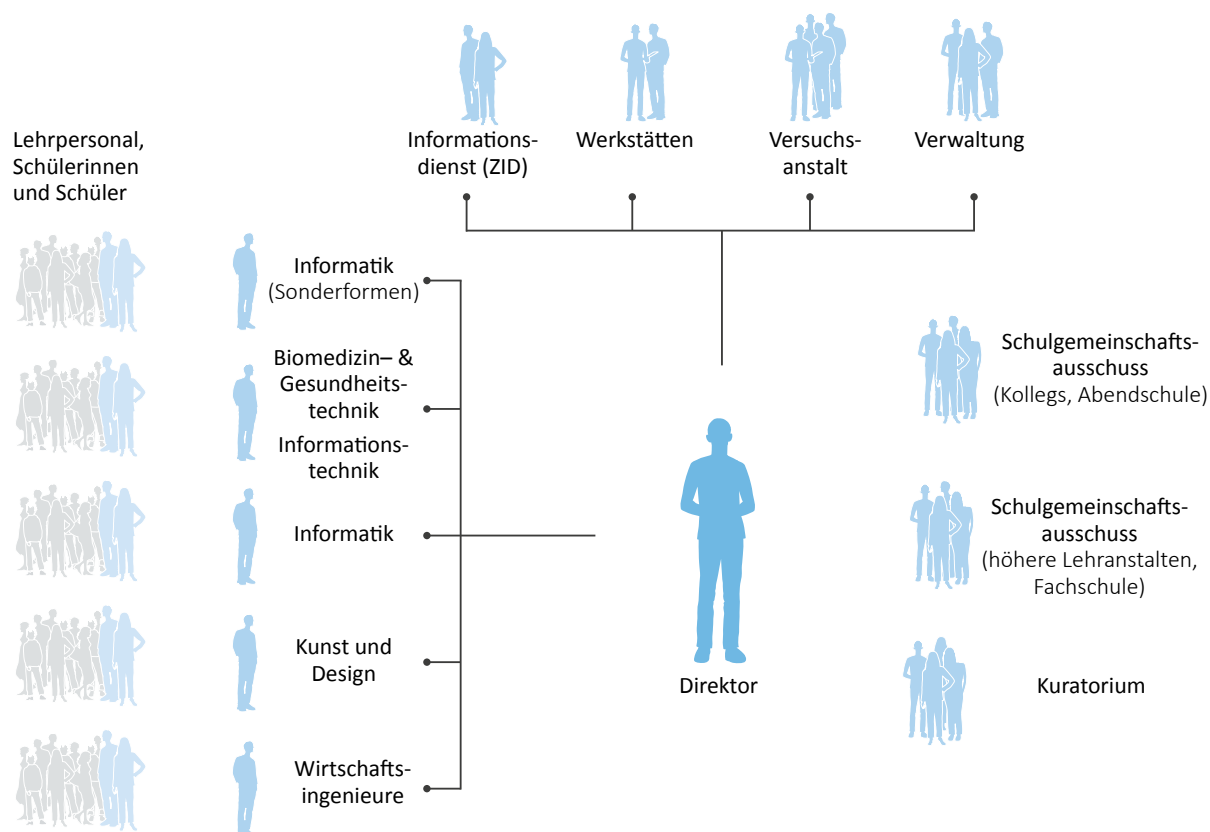 Informations-
dienst (ZID)
Werkstätten
Versuchs-
anstalt
Verwaltung
Lehrpersonal,
Schülerinnen
und Schüler
Informatik
(Sonderformen)
Biomedizin– &
Gesundheits-
technik
Informations-
technik
Informatik
Kunst und
Design
Wirtschafts-
ingenieure
Direktor
Schulgemeinschafts-
ausschuss
(Kollegs, Abendschule)
Schulgemeinschafts-
ausschuss
(höhere Lehranstalten,
Fachschule)
Kuratorium